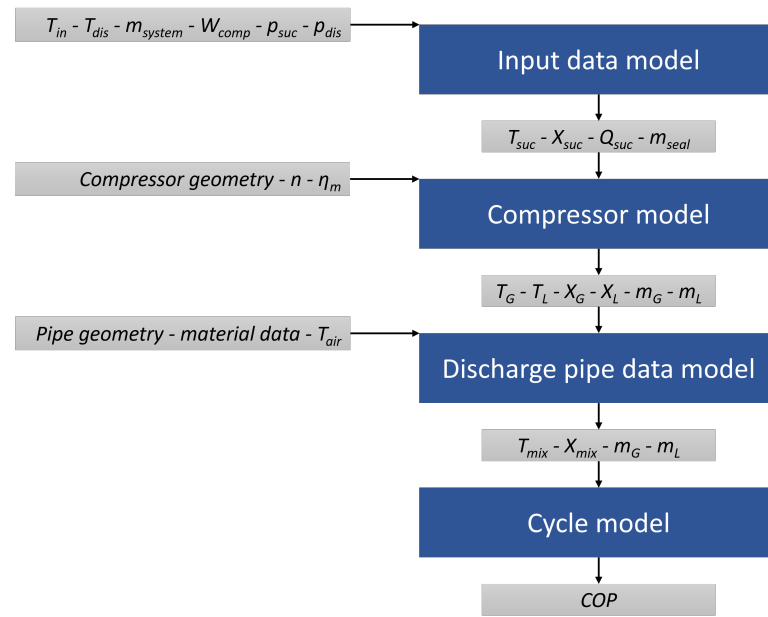 T_in - T_dis - m_system - W_comp - p_suc - p_dis
Input data model
T_suc - X_suc - Q_suc - m_seal
Compressor geometry - n - η_m
Compressor model
T_G - T_L - X_G - X_L - m_G - m_L
Pipe geometry - material data - T_air
Discharge pipe data model
T_mix - X_mix - m_G - m_L
Cycle model
COP